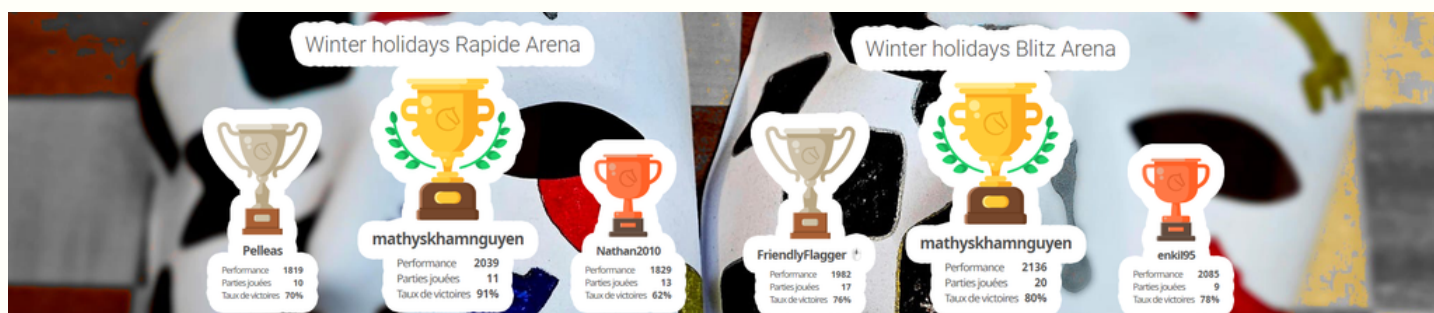 Winter holidays Rapide Arena
Pelleas
Performance 1819
Parties jouées 10
Taux de victoires 70%
mathyskhamnguyen
Performance 2039
Parties jouées 11
Taux de victoires 91%
Nathan2010
Performance 1829
Parties jouées 13
Taux de victoires 62%
Winter holidays Blitz Arena
FriendlyFlagger
Performance 1982
Parties jouées 17
Taux de victoires 76%
mathyskhamnguyen
Performance 2136
Parties jouées 20
Taux de victoires 80%
enkil95
Performance 2085
Parties jouées 9
Taux de victoires 78%